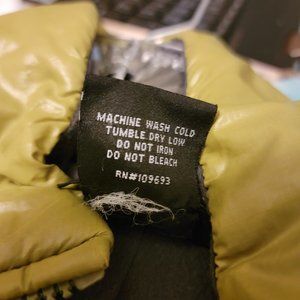 MACHINE WASH COLD
TUMBLE DRY LOW
DO NOT IRON
DO NOT BLEACH
RN#109693